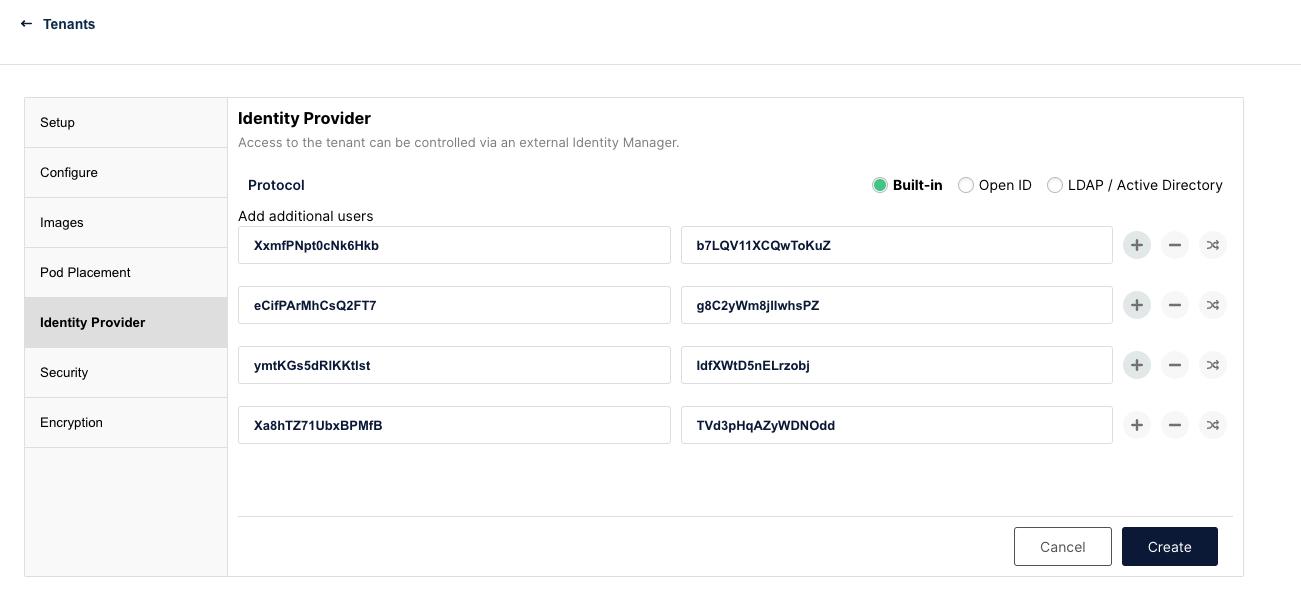 Tenants
Setup
Configure
Images
Pod Placement
Identity Provider
Security
Encryption
Identity Provider
Access to the tenant can be controlled via an external Identity Manager.
Protocol
Built-in
Open ID
LDAP / Active Directory
Add additional users
XxmfPNpt0cNk6Hkb b7LQV11XCQwToKuZ
eCifPArMhCsQ2FT7 g8C2yWm8jlIwhsPZ
ymtKGs5dRlKKtIst ldfXWtD5nELrzobj
Xa8hTZ71UbxBPMfB TVd3pHqAZyWDNOdd
Cancel Create